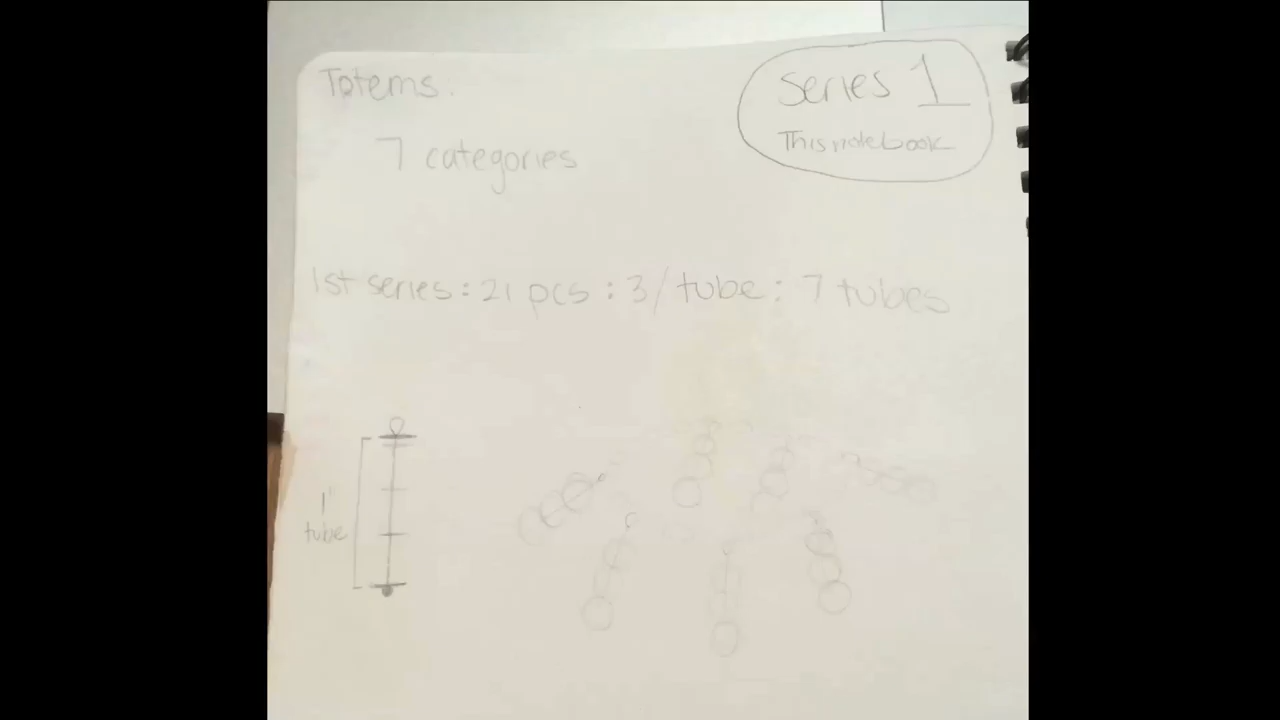 Totems.
Series 1
This notebook
7 categories
1st series : 21 pcs : 3/tube : 7 tubes
1
tube